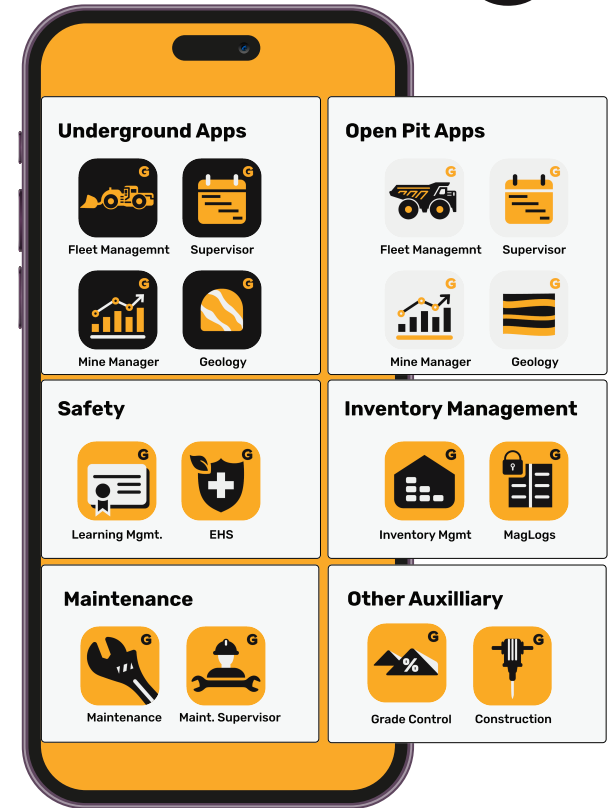 Underground Apps
G
G
Fleet Managemnt
Supervisor
G
G
Mine Manager
Geology
Open Pit Apps
G
G
Fleet Managemnt
Supervisor
G
G
Mine Manager
Geology
Safety
G
G
Learning Mgmt.
EHS
Inventory Management
G
G
Inventory Mgmt
MagLogs
Maintenance
G
G
Maintenance
Maint. Supervisor
Other Auxilliary
G
%
G
Grade Control
Construction